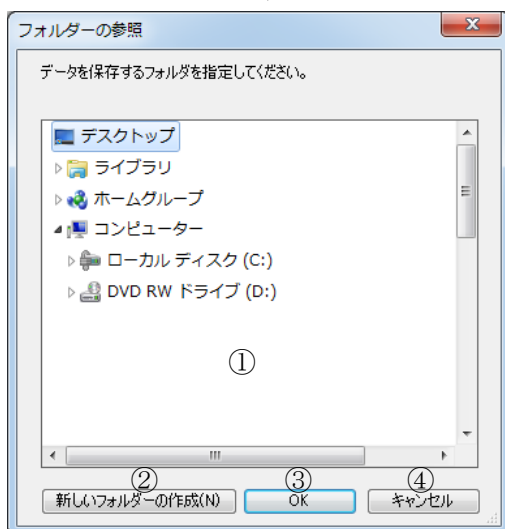 フォルダーの参照
データを保存するフォルダを指定してください。
デスクトップ
ライブラリ
ホームグループ
コンピューター
ローカル ディスク (C:)
DVD RW ドライブ (D:)
①
② ③ ④
新しいフォルダーの作成(N) OK キャンセル